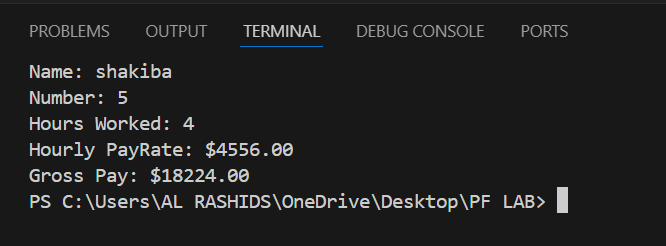 PROBLEMS OUTPUT TERMINAL DEBUG CONSOLE PORTS
Name: shakiba
Number: 5
Hours Worked: 4
Hourly PayRate: $4556.00
Gross Pay: $18224.00
PS C:\Users\AL RASHIDS\OneDrive\Desktop\PF LAB>